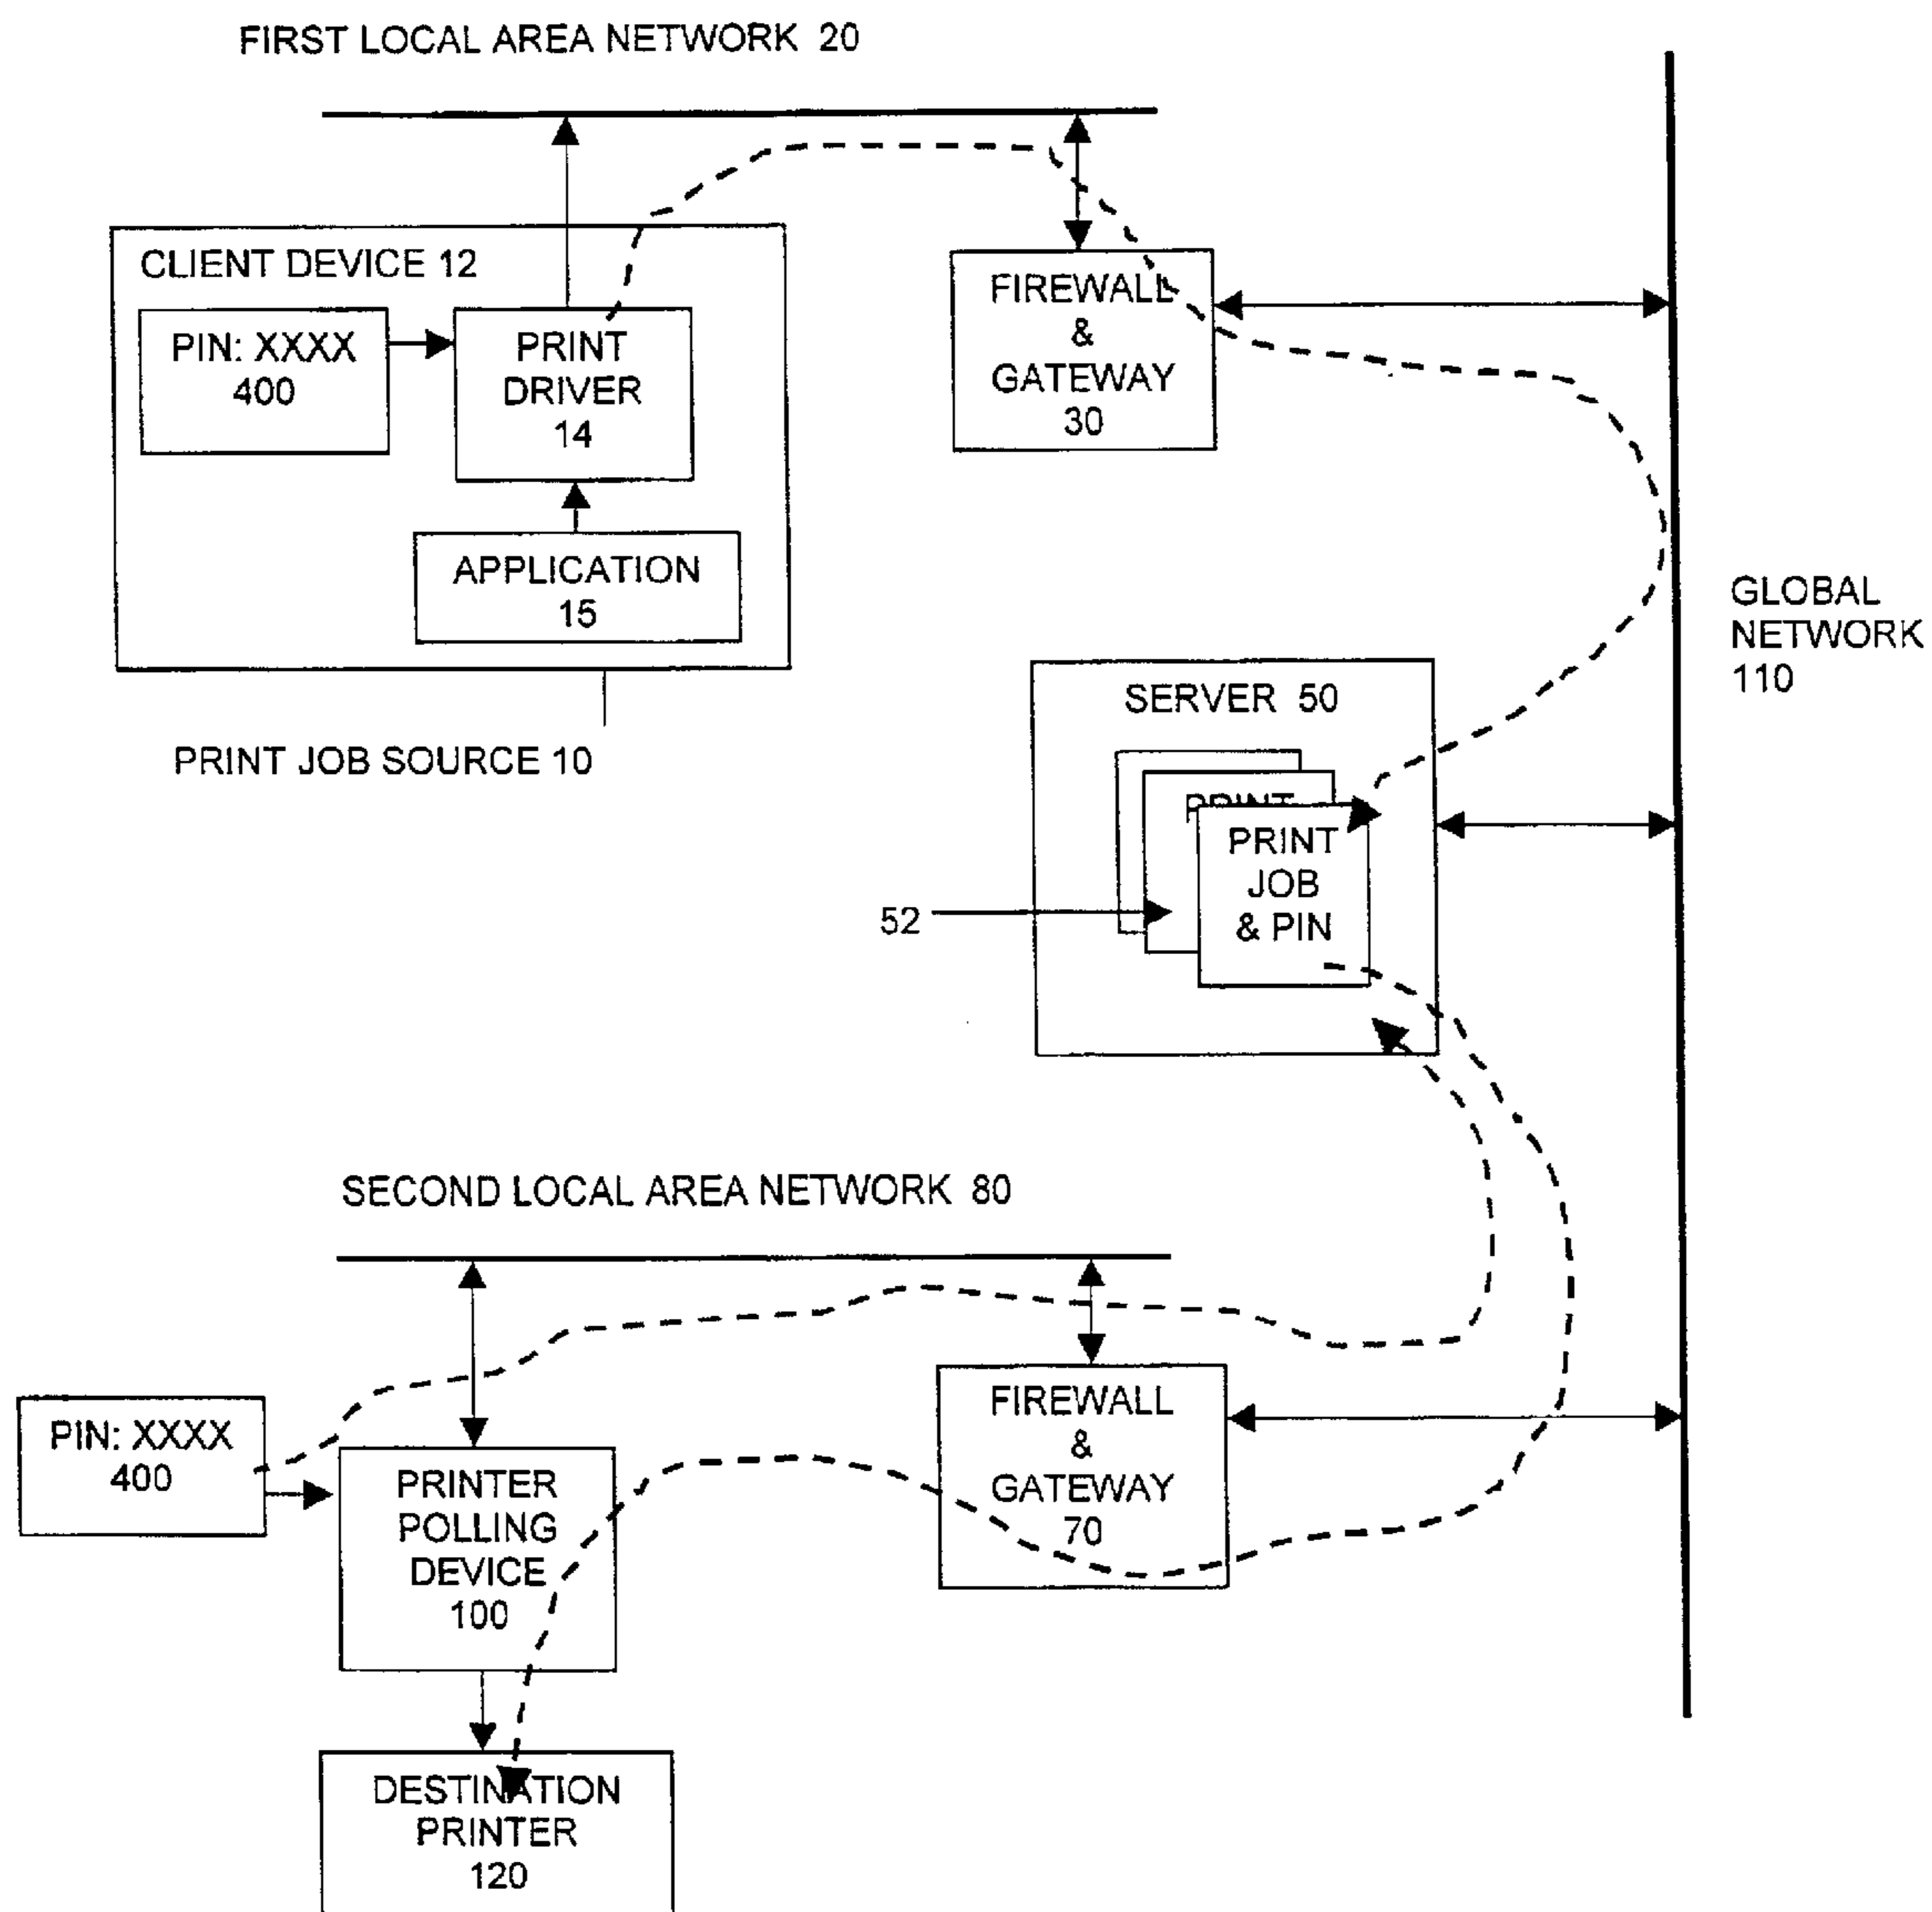 FIRST LOCAL AREA NETWORK 20
CLIENT DEVICE 12
PIN: XXXX
400
PRINT
DRIVER
14
APPLICATION
15
PRINT JOB SOURCE 10
FIREWALL
&
GATEWAY
30
GLOBAL
NETWORK
110
SERVER 50
PRINT
PRINT
JOB
& PIN
52
SECOND LOCAL AREA NETWORK 80
PIN: XXXX
400
PRINTER
POLLING
DEVICE
100
FIREWALL
&
GATEWAY
70
DESTINATION
PRINTER
120